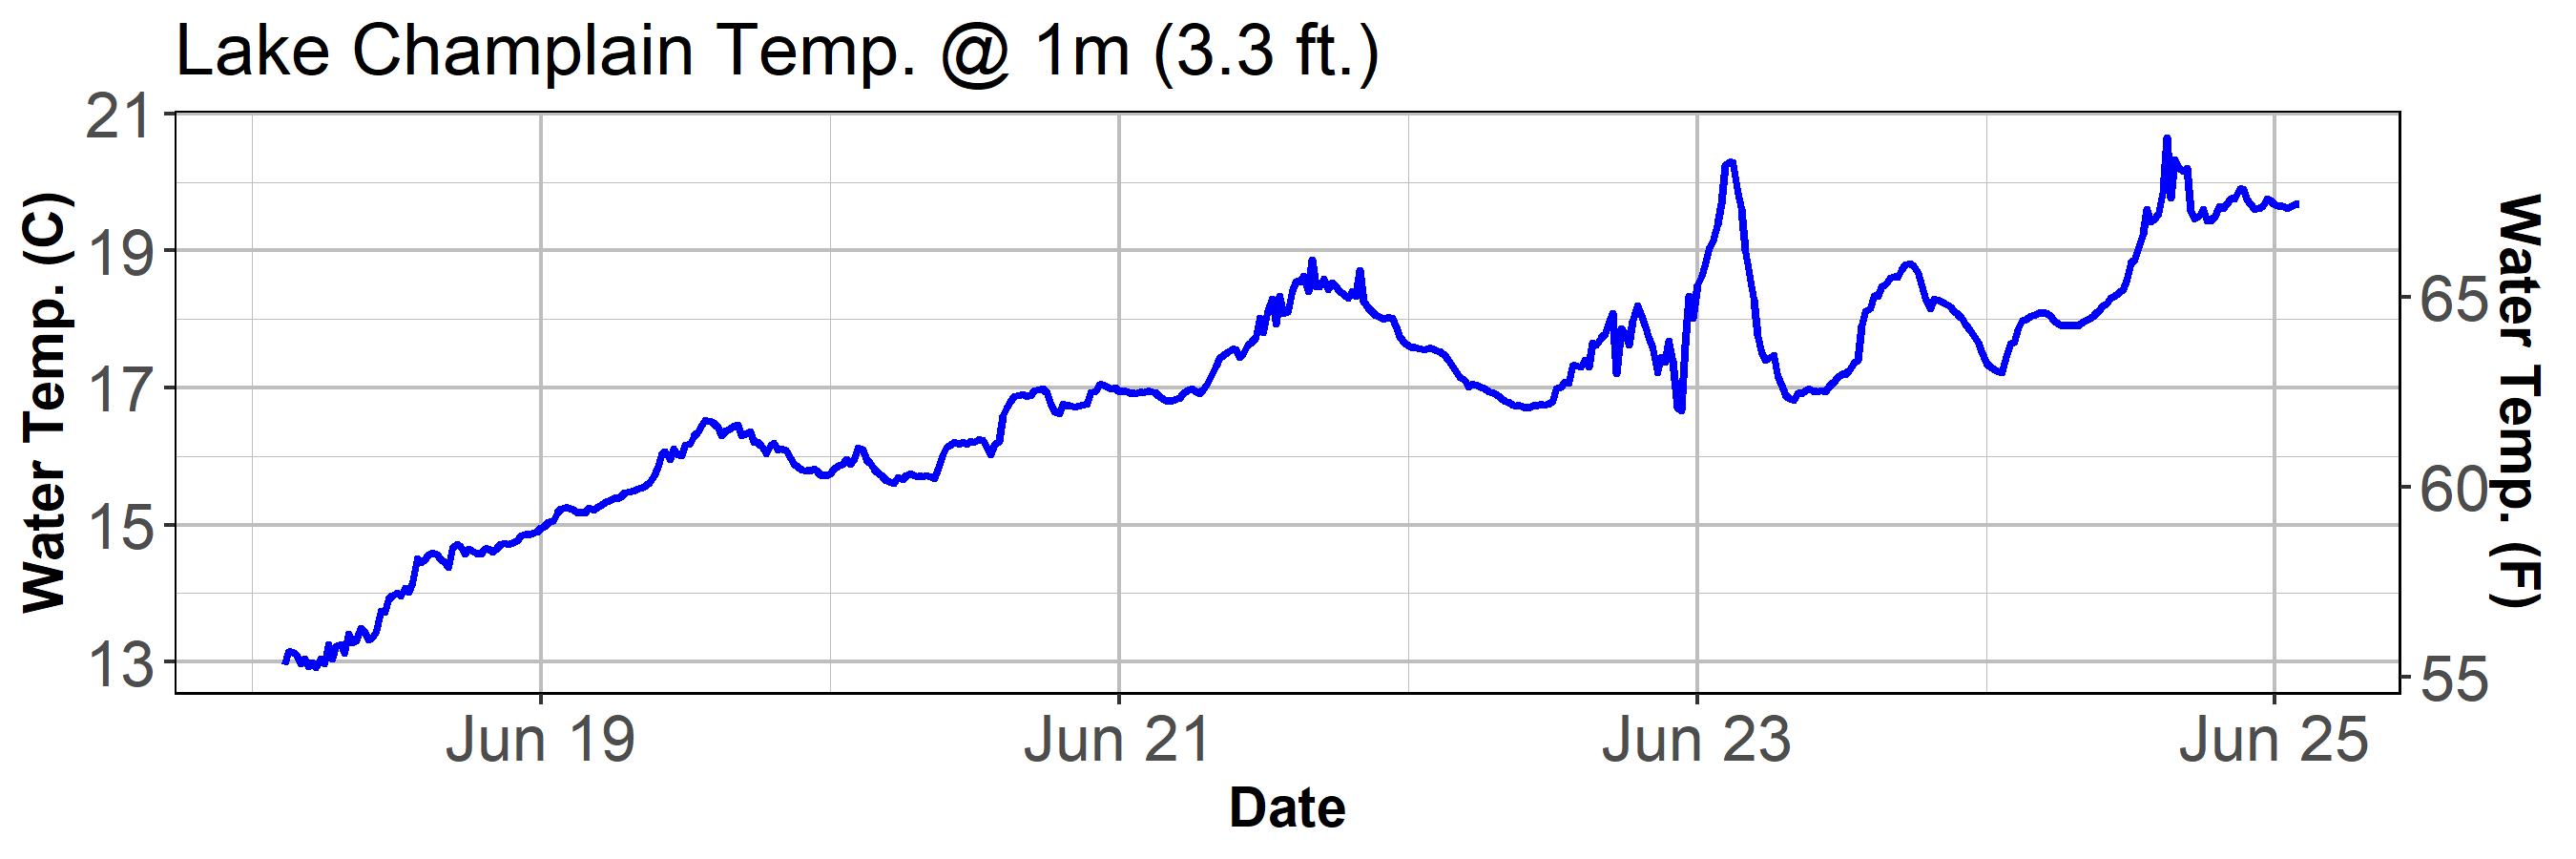 Lake Champlain Temp. @ 1m (3.3 ft.)
Water Temp. (C)
21
19
17
15
13
65
60
55
Water Temp. (F)
Jun 19 Jun 21 Jun 23 Jun 25
Date